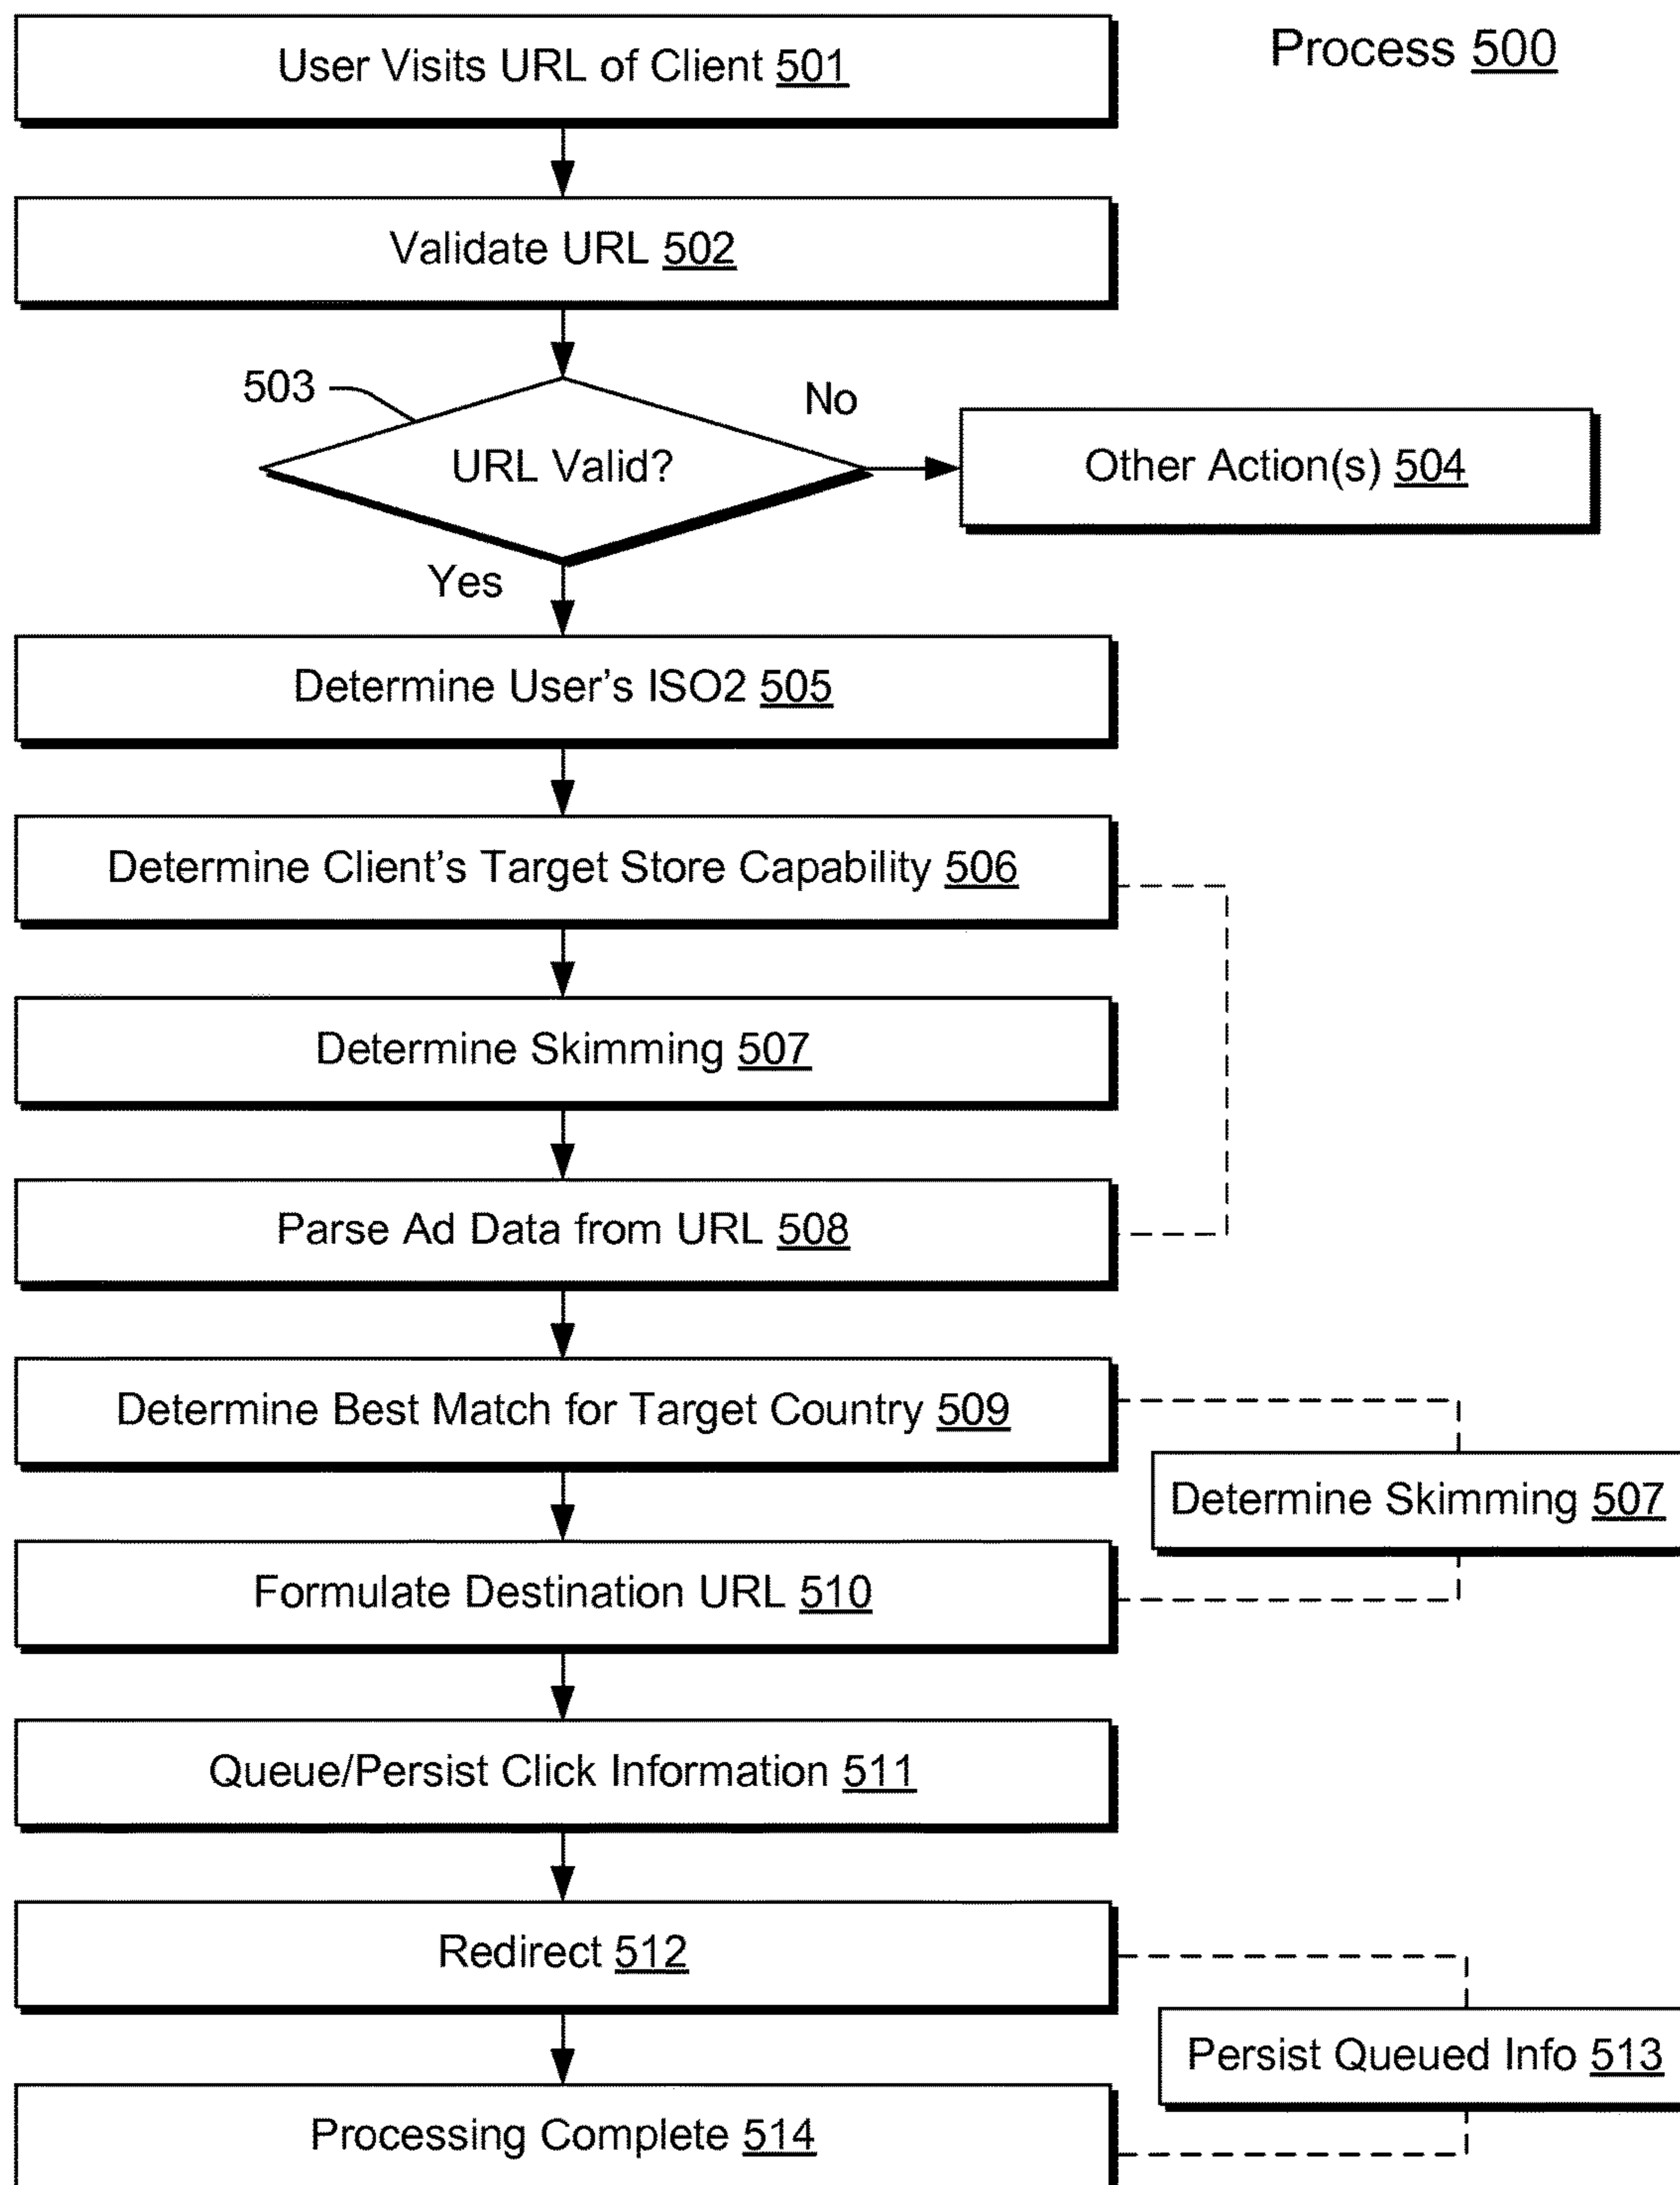 Process 500
User Visits URL of Client 501
Validate URL 502
503
No
URL Valid?
Other Action(s) 504
Yes
Determine User's ISO2 505
Determine Client's Target Store Capability 506
Determine Skimming 507
Parse Ad Data from URL 508
Determine Best Match for Target Country 509
Determine Skimming 507
Formulate Destination URL 510
Queue/Persist Click Information 511
Redirect 512
Persist Queued Info 513
Processing Complete 514